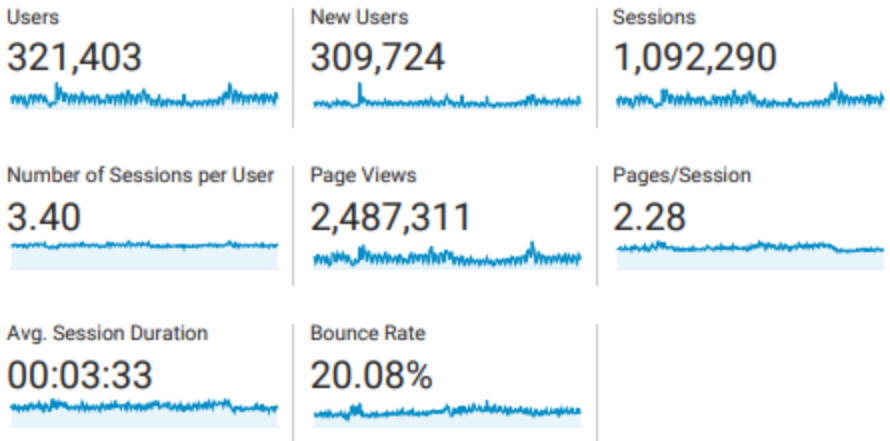 Users
321,403
New Users
309,724
Sessions
1,092,290
Number of Sessions per User
3.40
Page Views
2,487,311
Pages/Session
2.28
Avg. Session Duration
00:03:33
Bounce Rate
20.08%